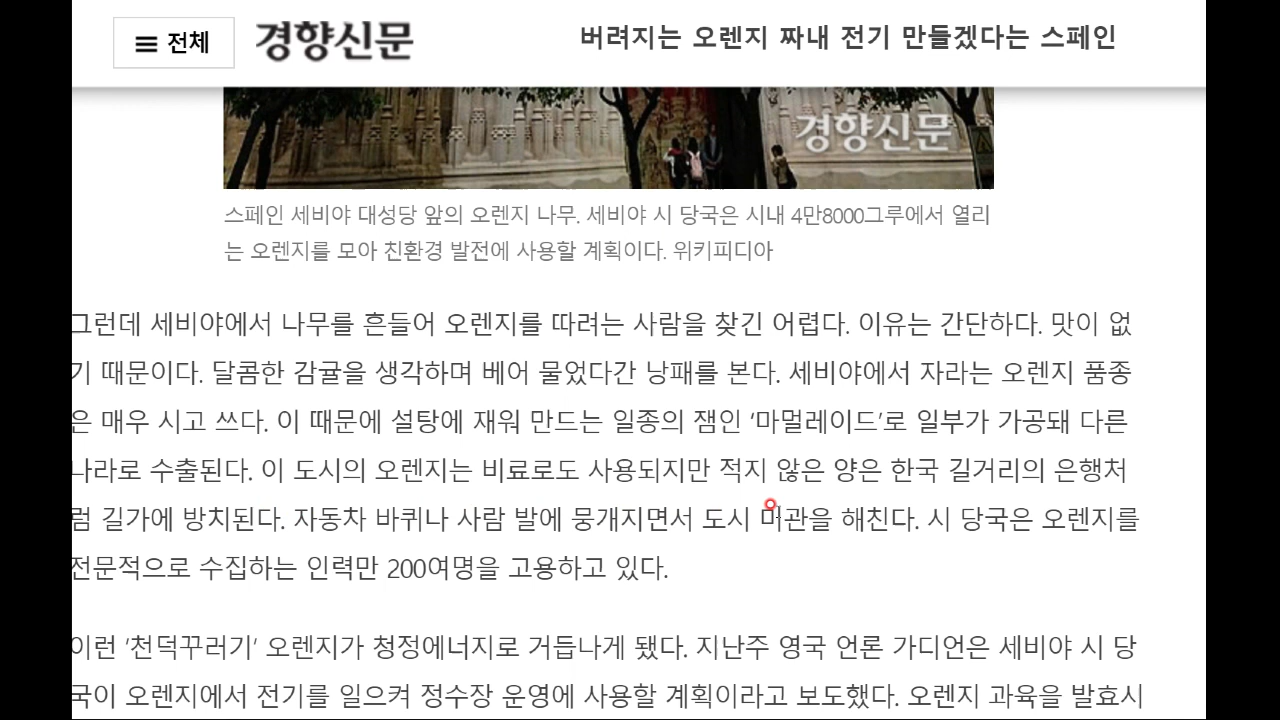 전체
경향신문
버려지는 오렌지 짜내 전기 만들겠다는 스페인
경향신문
스페인 세비야 대성당 앞의 오렌지 나무. 세비야 시 당국은 시내 4만8000그루에서 열리
는 오렌지를 모아 친환경 발전에 사용할 계획이다. 위키피디아
그런데 세비야에서 나무를 흔들어 오렌지를 따려는 사람을 찾긴 어렵다. 이유는 간단하다. 맛이 없
기 때문이다. 달콤한 감귤을 생각하며 베어 물었다간 낭패를 본다. 세비야에서 자라는 오렌지 품종
은 매우 시고 쓰다. 이 때문에 설탕에 재워 만드는 일종의 잼인 ‘마멀레이드’로 일부가 가공돼 다른
나라로 수출된다. 이 도시의 오렌지는 비료로도 사용되지만 적지 않은 양은 한국 길거리의 은행처
럼 길가에 방치된다. 자동차 바퀴나 사람 발에 뭉개지면서 도시 미관을 해친다. 시 당국은 오렌지를
전문적으로 수집하는 인력만 200여명을 고용하고 있다.
이런 ‘천덕꾸러기’ 오렌지가 청정에너지로 거듭나게 됐다. 지난주 영국 언론 가디언은 세비야 시 당
국이 오렌지에서 전기를 일으켜 정수장 운영에 사용할 계획이라고 보도했다. 오렌지 과육을 발효시